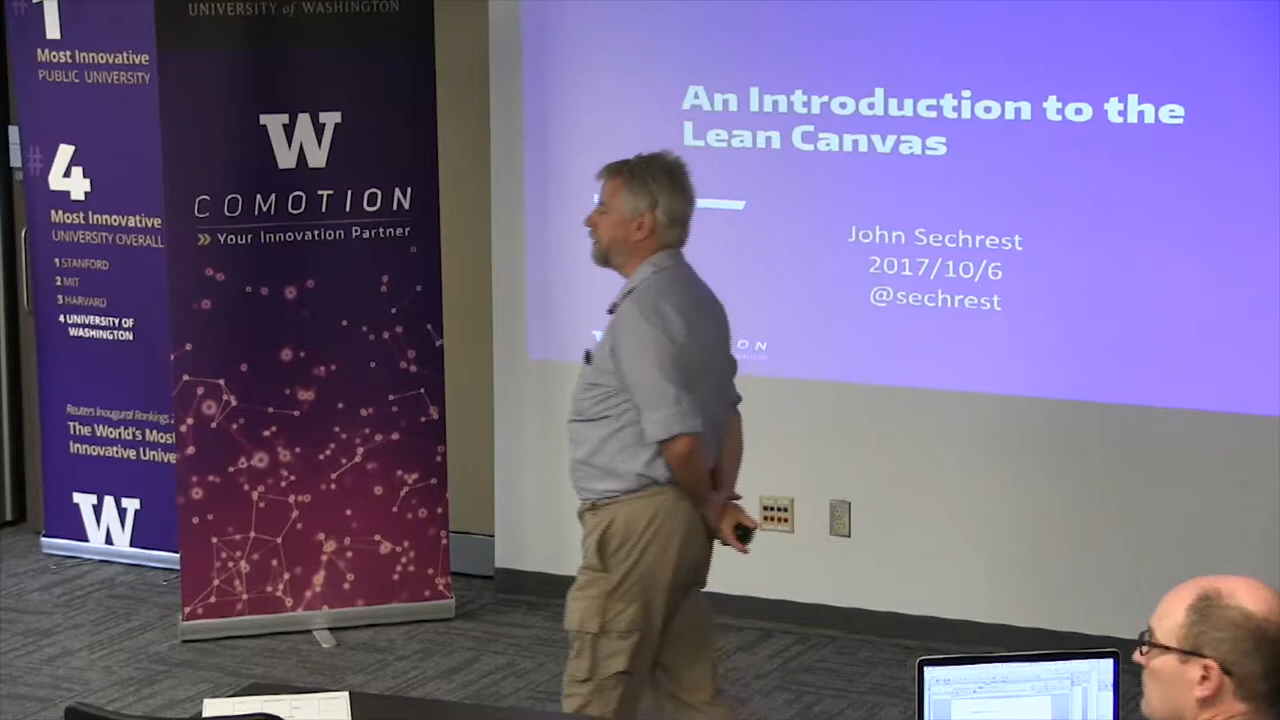 #1
Most Innovative
PUBLIC UNIVERSITY
#4
Most Innovative
UNIVERSITY OVERALL
1 STANFORD
2 MIT
3 HARVARD
4 UNIVERSITY OF
WASHINGTON
Reuters Inaugural Rankings
The World's Most
Innovative
W
UNIVERSITY of WASHINGTON
W
COMOTION
Your Innovation Partner
An Introduction to the
Lean Canvas
John Sechrest
2017/10/6
@sechrest